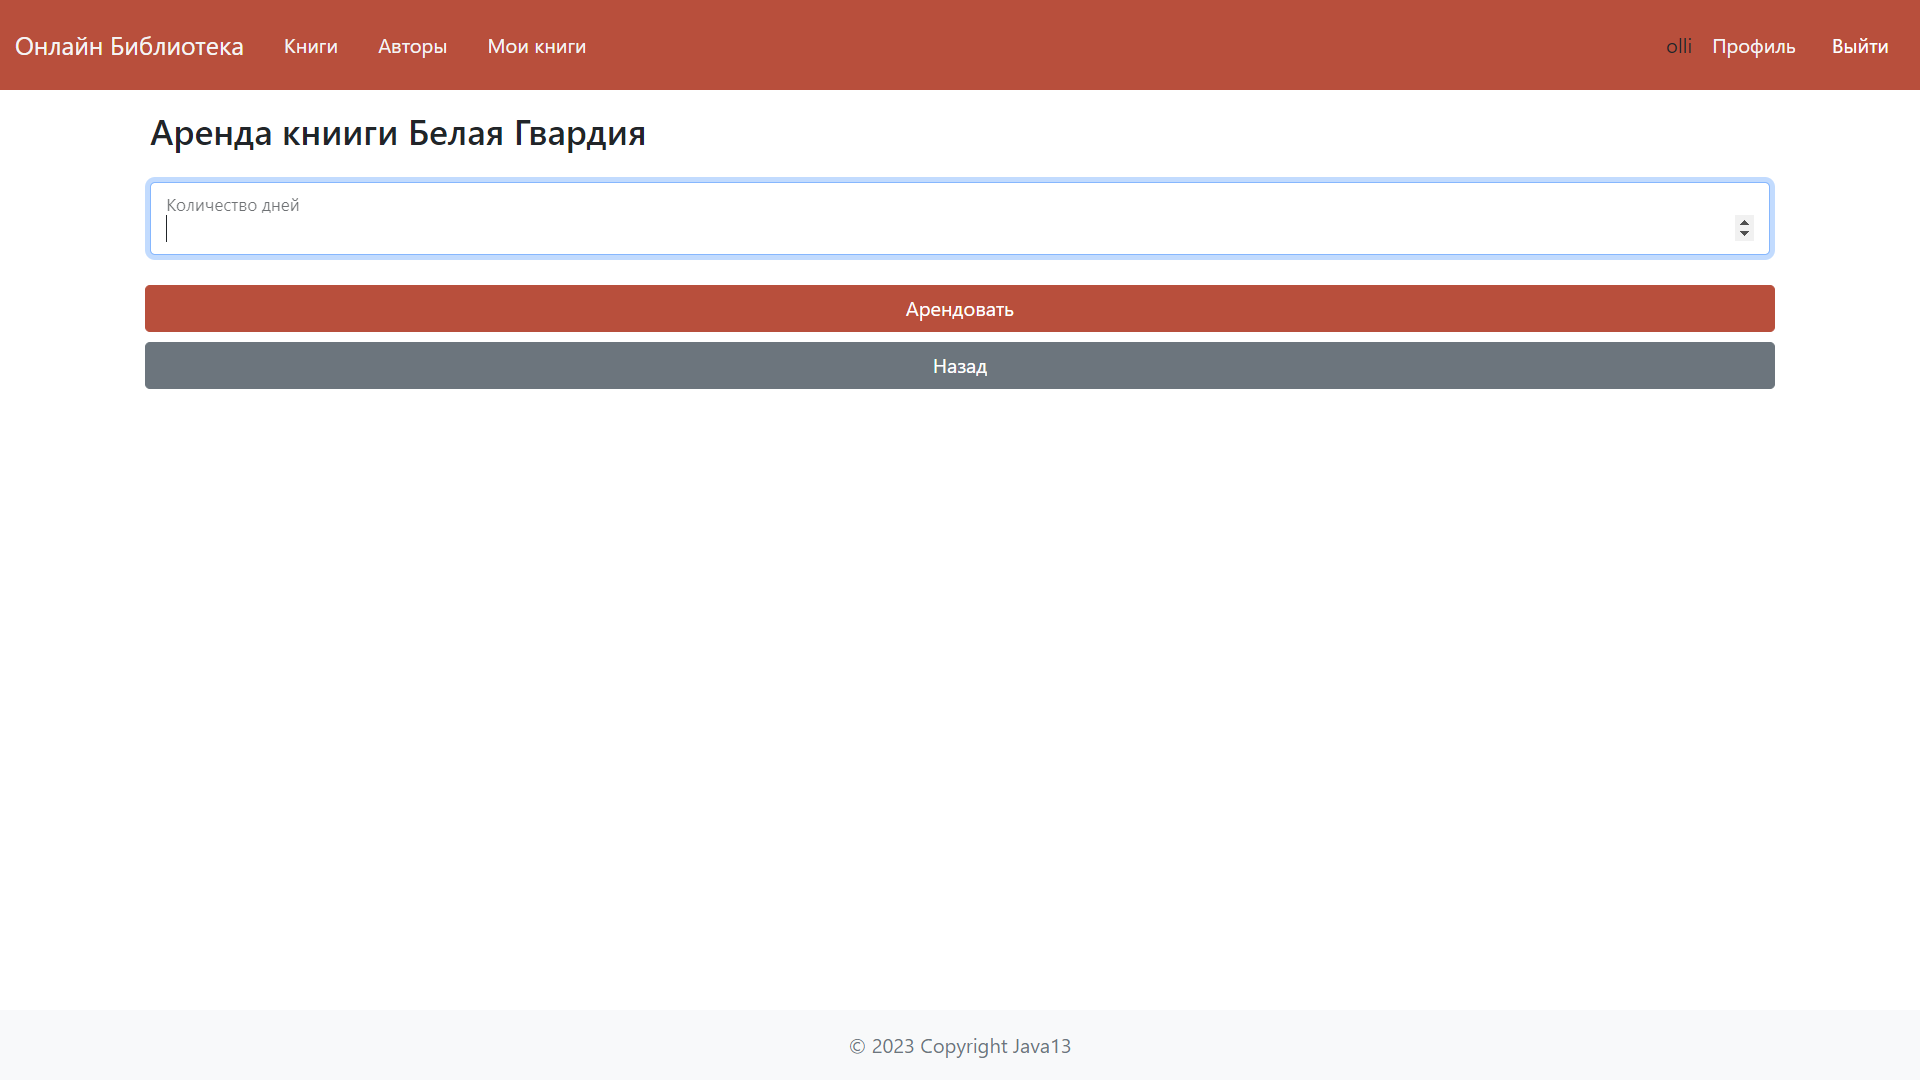 Онлайн Библиотека Книги Авторы Мои книги olli Профиль Выйти
Аренда книиги Белая Гвардия
Количество дней
Арендовать
Назад
© 2023 Copyright Java13